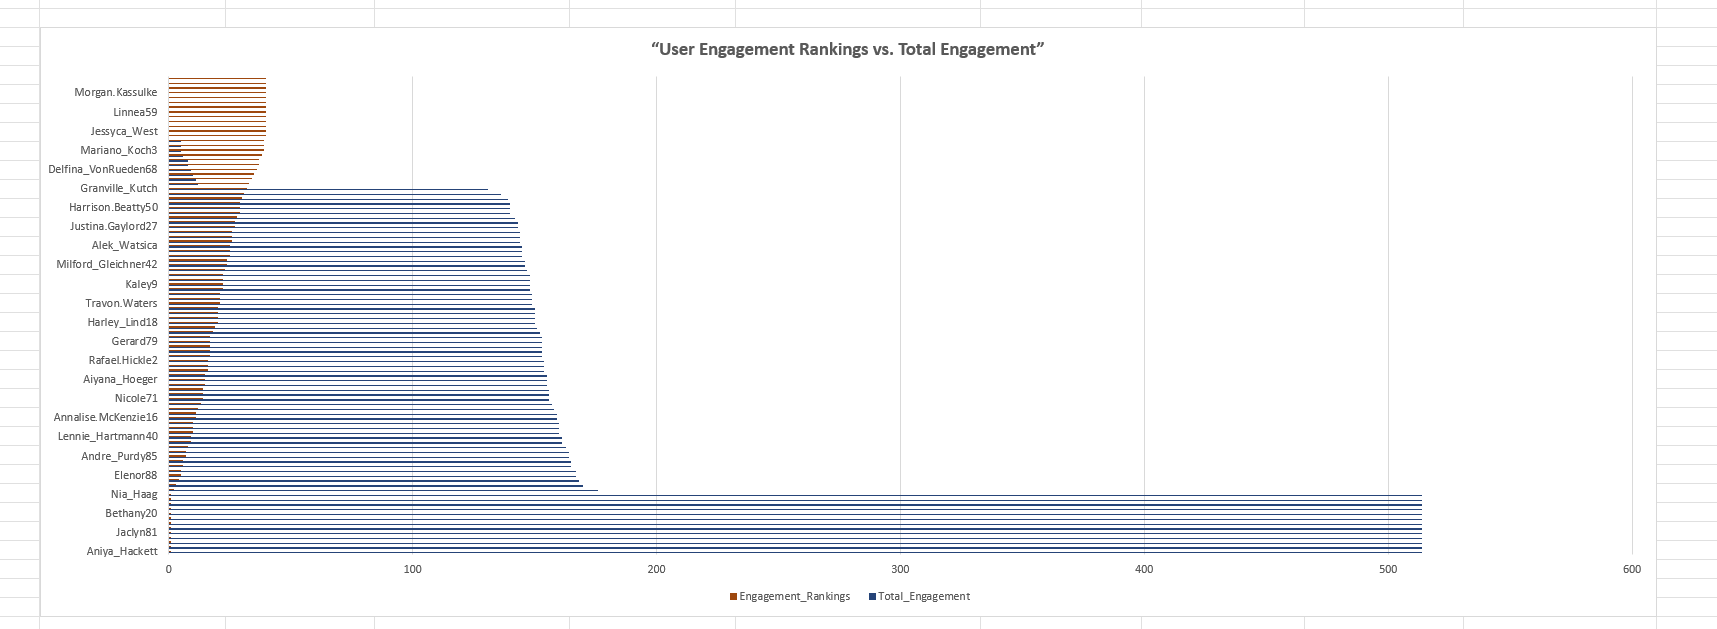 “User Engagement Rankings vs. Total Engagement”
Morgan.Kassulke
Linnea59
Jessyca_West
Mariano_Koch3
Delfina_VonRueden68
Granville_Kutch
Harrison.Beatty50
Justina.Gaylord27
Alek_Watsica
Milford_Gleichner42
Kaley9
Travon.Waters
Harley_Lind18
Gerard79
Rafael.Hickle2
Aiyana_Hoeger
Nicole71
Annalise.McKenzie16
Lennie_Hartmann40
Andre_Purdy85
Elenor88
Nia_Haag
Bethany20
Jaclyn81
Aniya_Hackett
0 100 200 300 400 500 600
Engagement_Rankings Total_Engagement